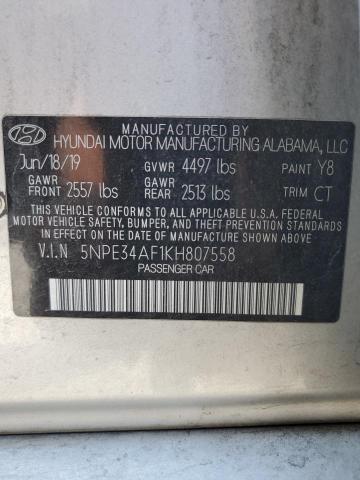 MANUFACTURED BY
HYUNDAI MOTOR MANUFACTURING ALABAMA, LLC
Jun/18/19 GVWR 4497 lbs PAINT Y8
GAWR FRONT 2557 lbs GAWR REAR 2513 lbs TRIM CT
THIS VEHICLE CONFORMS TO ALL APPLICABLE U.S.A. FEDERAL
MOTOR VEHICLE SAFETY, BUMPER, AND THEFT PREVENTION STANDARDS
IN EFFECT ON THE DATE OF MANUFACTURE SHOWN ABOVE.
V.I.N 5NPE34AF1KH807558
PASSENGER CAR